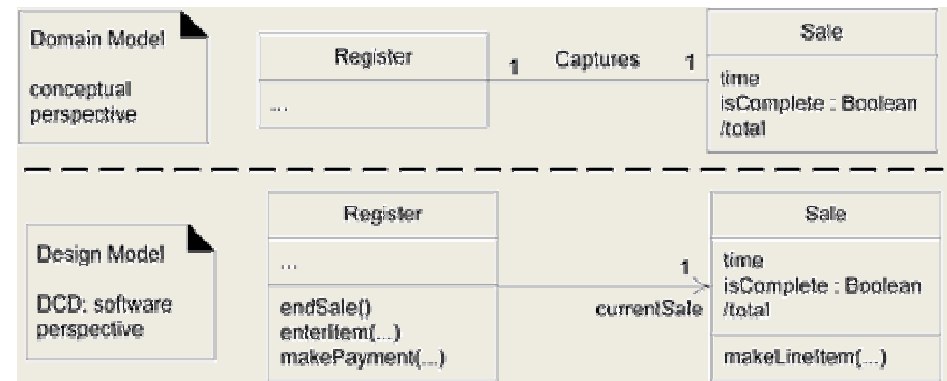 Domain Model
conceptual
perspective
Register
...
1 Captures 1
Sale
time
isComplete : Boolean
/total
Design Model
DCD: software
perspective
Register
...
endSale()
enterItem(...)
makePayment(...)
1
currentSale
Sale
time
isComplete : Boolean
/total
makeLineItem(...)